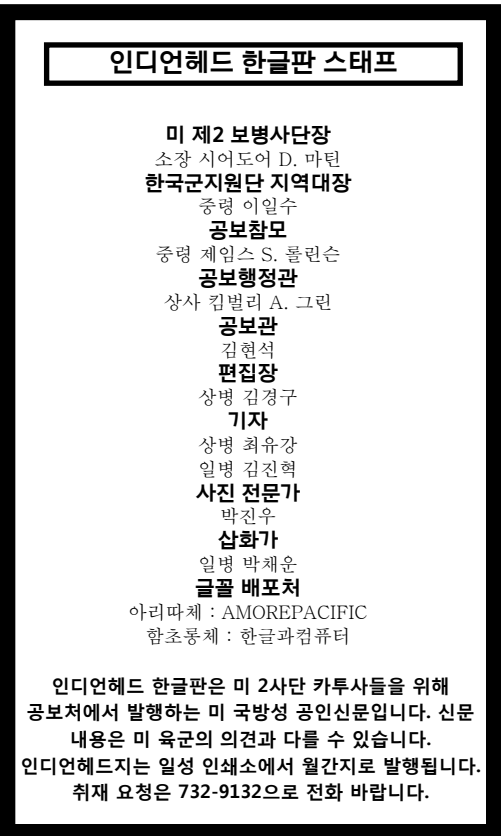 인디언헤드 한글판 스태프
미 제2 보병사단장
소장 시어도어 D. 마틴
한국군지원단 지역대장
중령 이일수
공보참모
중령 제임스 S. 롤린슨
공보행정관
상사 킴벌리 A. 그린
공보관
김현석
편집장
상병 김경구
기자
상병 최유강
일병 김진혁
사진 전문가
박진우
삽화가
일병 박채운
글꼴 배포처
아리따체 : AMOREPACIFIC
함초롱체 : 한글과컴퓨터
인디언헤드 한글판은 미 2사단 카투사들을 위해
공보처에서 발행하는 미 국방성 공인신문입니다. 신문
내용은 미 육군의 의견과 다를 수 있습니다.
인디언헤드지는 일성 인쇄소에서 월간지로 발행됩니다.
취재 요청은 732-9132으로 전화 바랍니다.